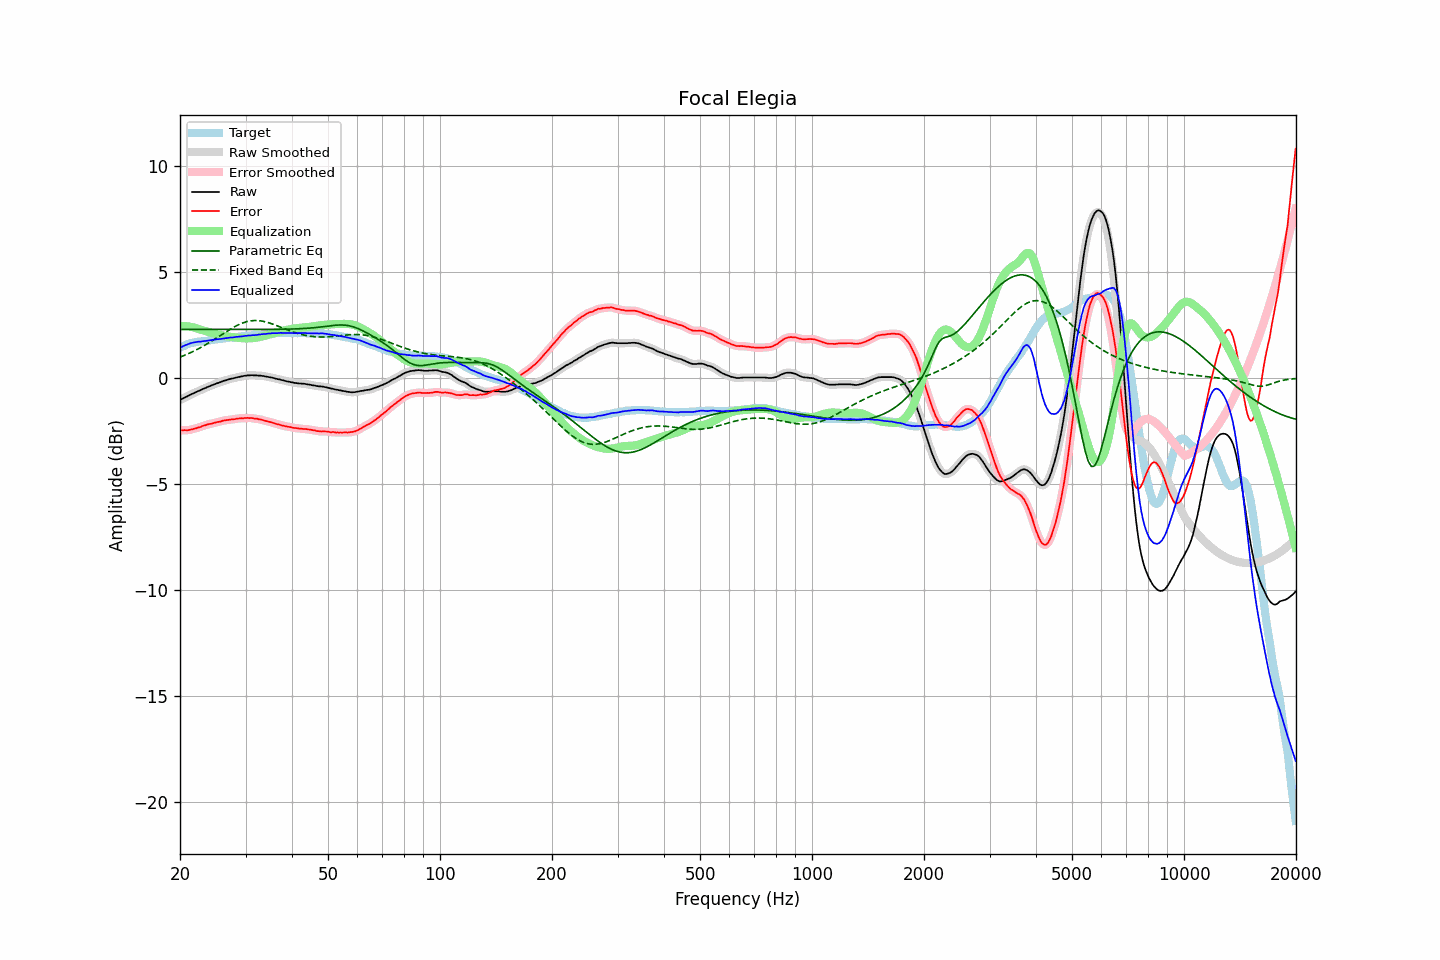 Focal Elegia
Target
Raw Smoothed
Error Smoothed
Raw
Error
Equalization
Parametric Eq
Fixed Band Eq
Equalized
Amplitude (dBr)
10
5
0
−5
−10
−15
−20
20 50 100 200 500 1000 2000 5000 10000 20000
Frequency (Hz)